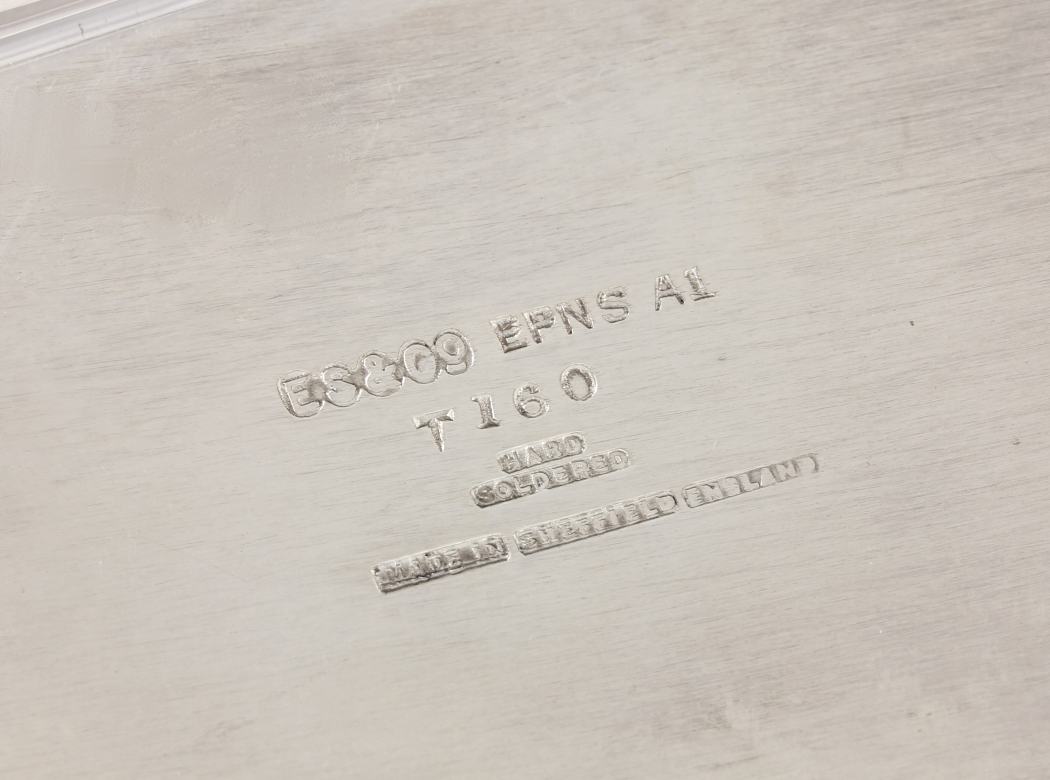 ES&Co EPNS A1
T160
HARD
SOLDERED
MADE IN SHEFFIELD ENGLAND